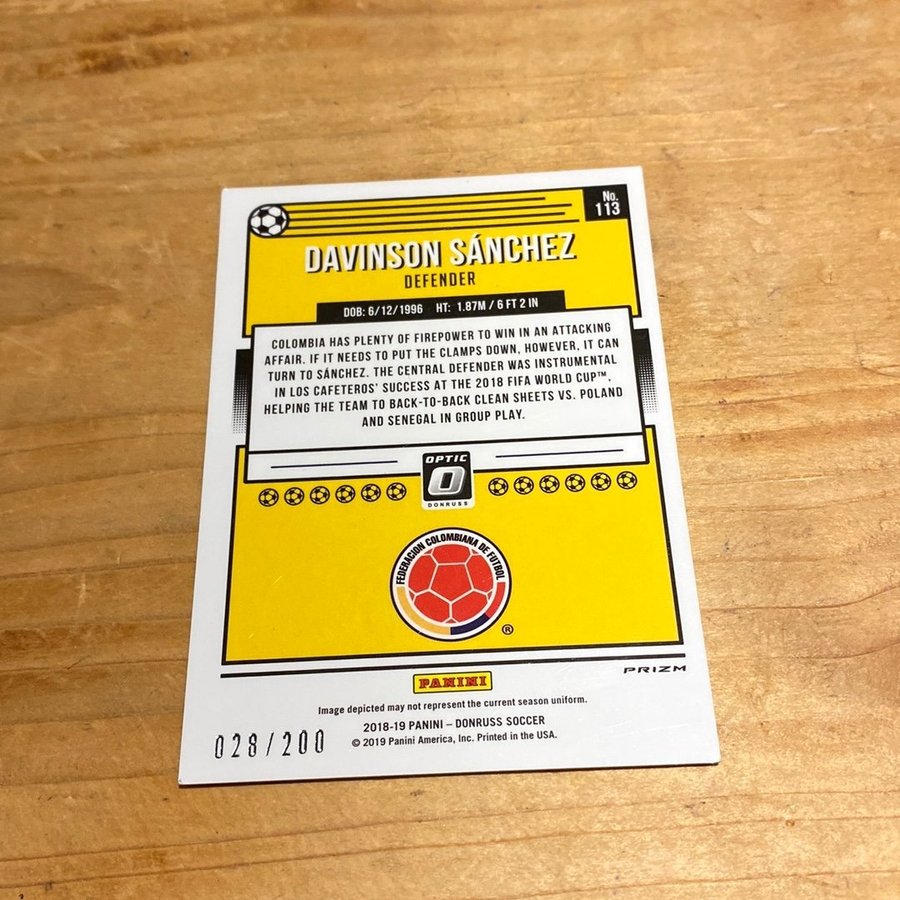 No.
113
DAVINSON SÁNCHEZ
DEFENDER
DOB: 6/12/1996 HT: 1.87M / 6 FT 2 IN
COLOMBIA HAS PLENTY OF FIREPOWER TO WIN IN AN ATTACKING
AFFAIR. IF IT NEEDS TO PUT THE CLAMPS DOWN, HOWEVER, IT CAN
TURN TO SÁNCHEZ. THE CENTRAL DEFENDER WAS INSTRUMENTAL
IN LOS CAFETEROS' SUCCESS AT THE 2018 FIFA WORLD CUP™,
HELPING THE TEAM TO BACK-TO-BACK CLEAN SHEETS VS. POLAND
AND SENEGAL IN GROUP PLAY.
OPTIC
DONRUSS
FEDERACION COLOMBIANA DE FUTBOL
®
PRIZM
PANINI
Image depicted may not represent the current season uniform.
2018-19 PANINI – DONRUSS SOCCER
© 2019 Panini America, Inc. Printed in the USA.
028/200